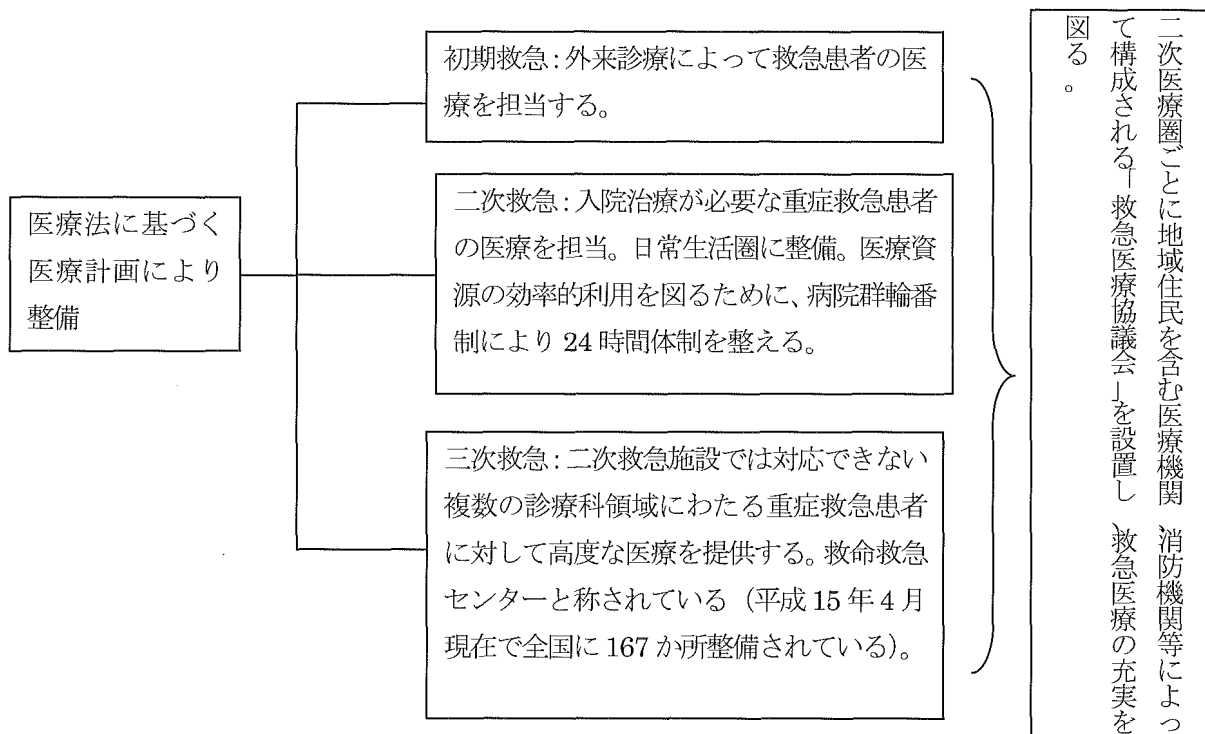 医療法に基づく
医療計画により
整備
初期救急：外来診療によって救急患者の医
療を担当する。
二次救急：入院治療が必要な重症救急患者
の医療を担当。日常生活圏に整備。医療資
源の効率的利用を図るために、病院群輪番
制により 24 時間体制を整える。
三次救急：二次救急施設では対応できない
複数の診療科領域にわたる重症救急患者
に対して高度な医療を提供する。救命救急
センターと称されている（平成 15 年 4 月
現在で全国に 167 か所整備されている）。
二次医療圏ごとに地域住民を含む医療機関、消防機関等によっ
て構成される「救急医療協議会」を設置し、救急医療の充実を
図る。